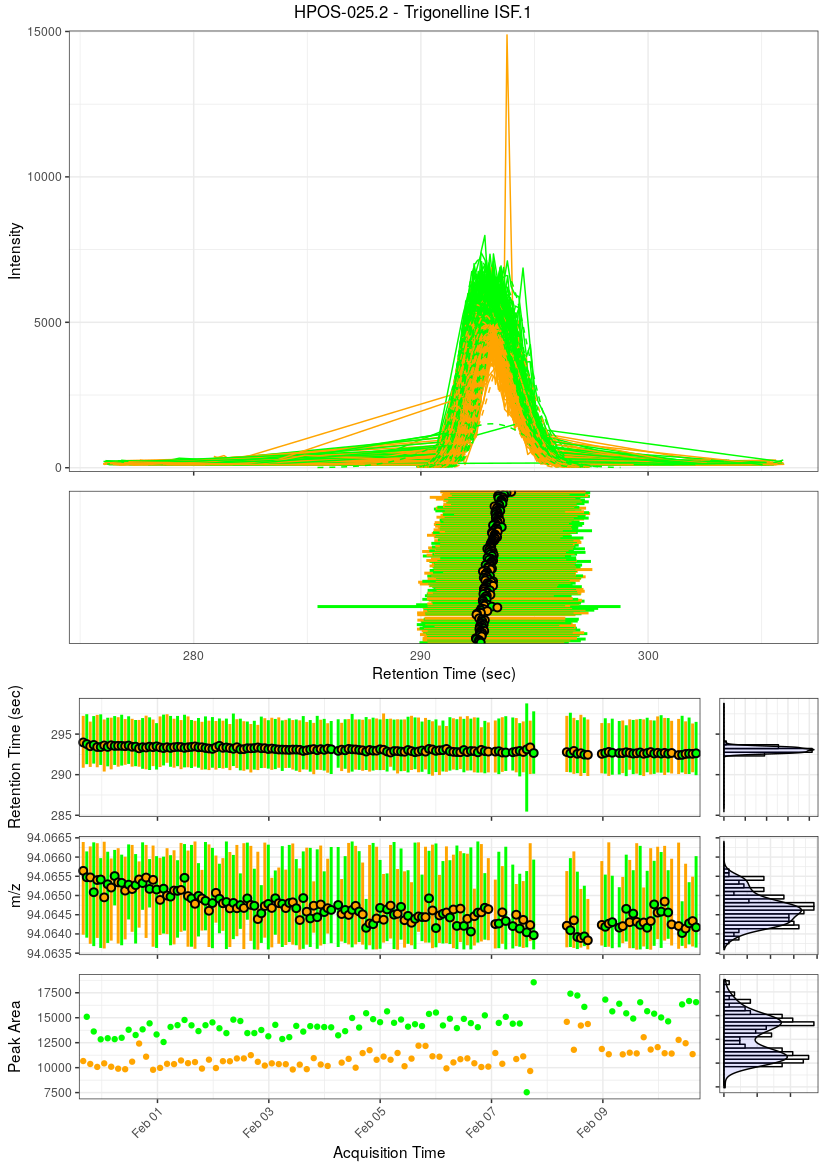 HPOS-025.2 - Trigonelline ISF.1
15000
10000
5000
0
Intensity
280
290
300
Retention Time (sec)
295
290
285
Retention Time (sec)
94.0665
94.0660
94.0655
94.0650
94.0645
94.0640
94.0635
m/z
17500
15000
12500
10000
7500
Peak Area
Feb 01
Feb 03
Feb 05
Feb 07
Feb 09
Acquisition Time